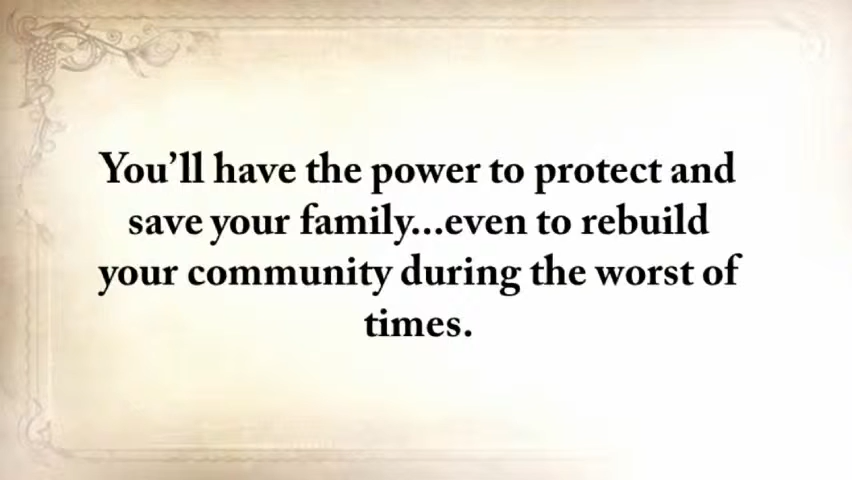 You’ll have the power to protect and
save your family...even to rebuild
your community during the worst of
times.